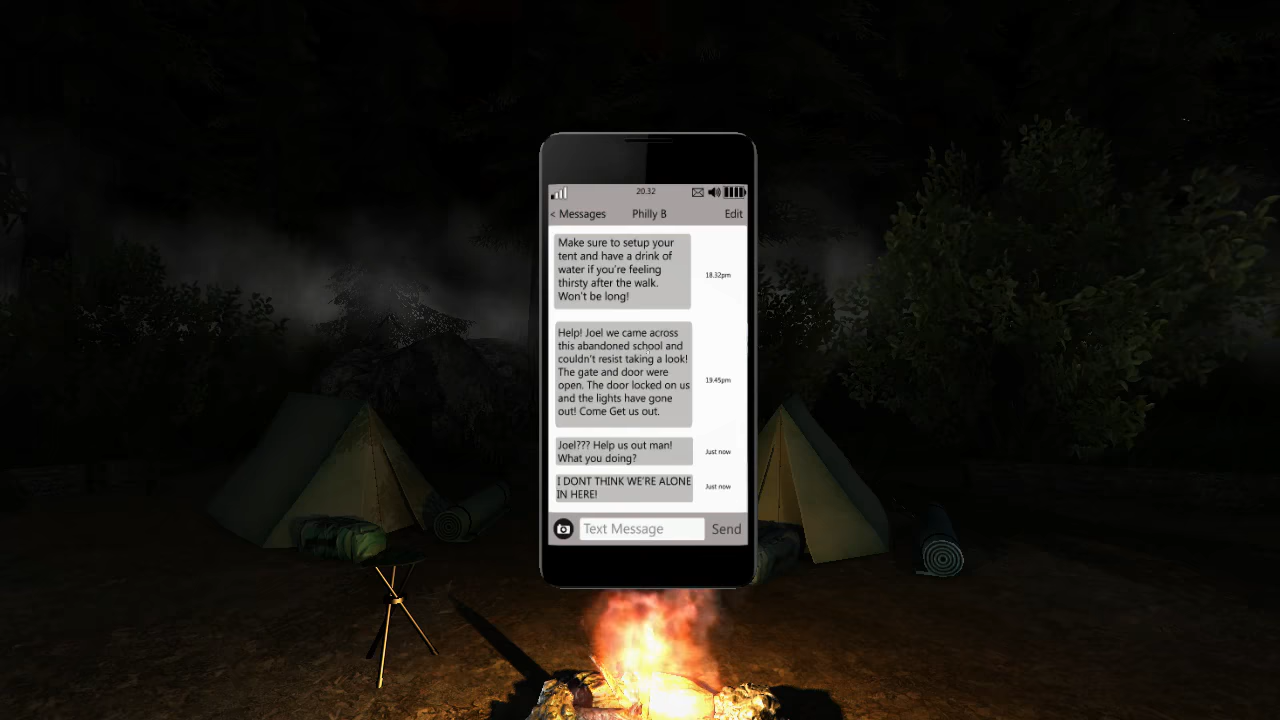 20.32
< Messages Philly B Edit
Make sure to setup your
tent and have a drink of
water if you're feeling
thirsty after the walk.
Won't be long!
18.32pm
Help! Joel we came across
this abandoned school and
couldn't resist taking a look!
The gate and door were
open. The door locked on us
and the lights have gone
out! Come Get us out.
19.45pm
Joel??? Help us out man!
What you doing?
Just now
I DONT THINK WE'RE ALONE
IN HERE!
Just now
Text Message Send